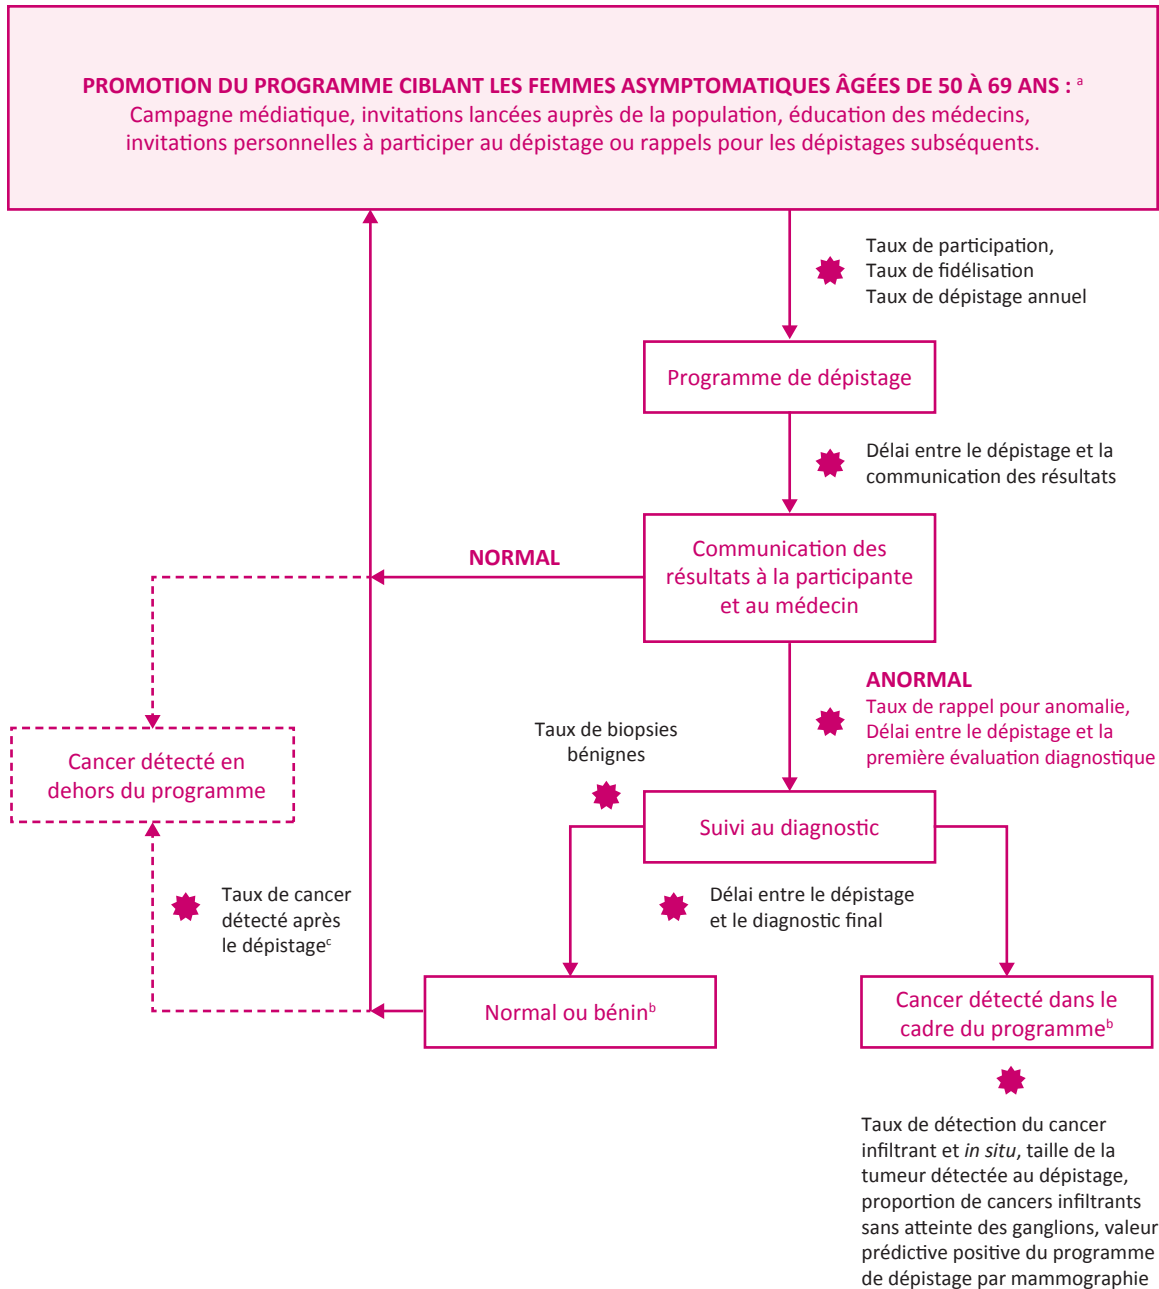 PROMOTION DU PROGRAMME CIBLANT LES FEMMES ASYMPTOMATIQUES ÂGÉES DE 50 À 69 ANS : a
Campagne médiatique, invitations lancées auprès de la population, éducation des médecins,
invitations personnelles à participer au dépistage ou rappels pour les dépistages subséquents.
Taux de participation,
Taux de fidélisation
Taux de dépistage annuel
Programme de dépistage
Délai entre le dépistage et la
communication des résultats
Communication des
résultats à la participante
et au médecin
NORMAL
ANORMAL
Taux de rappel pour anomalie,
Délai entre le dépistage et la
première évaluation diagnostique
Taux de biopsies
bénignes
Cancer détecté en
dehors du programme
Suivi au diagnostic
Taux de cancer
détecté après
le dépistagec
Délai entre le dépistage
et le diagnostic final
Normal ou béninb
Cancer détecté dans le
cadre du programmeb
Taux de détection du cancer
infiltrant et in situ, taille de la
tumeur détectée au dépistage,
proportion de cancers infiltrants
sans atteinte des ganglions, valeur
prédictive positive du programme
de dépistage par mammographie